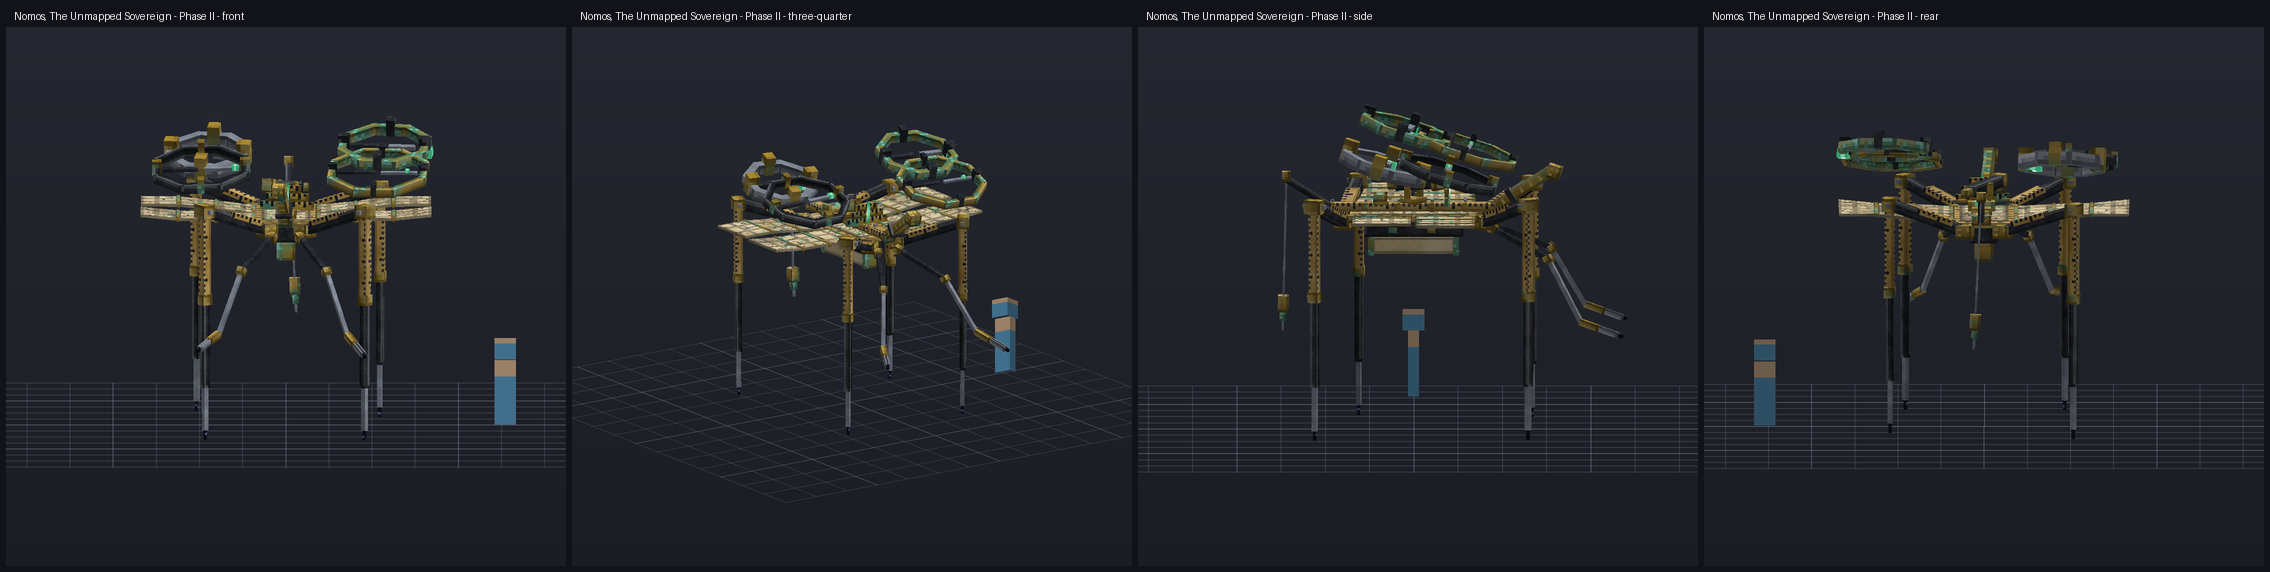 Nomos, The Unmapped Sovereign - Phase II - front
Nomos, The Unmapped Sovereign - Phase II - three-quarter
Nomos, The Unmapped Sovereign - Phase II - side
Nomos, The Unmapped Sovereign - Phase II - rear